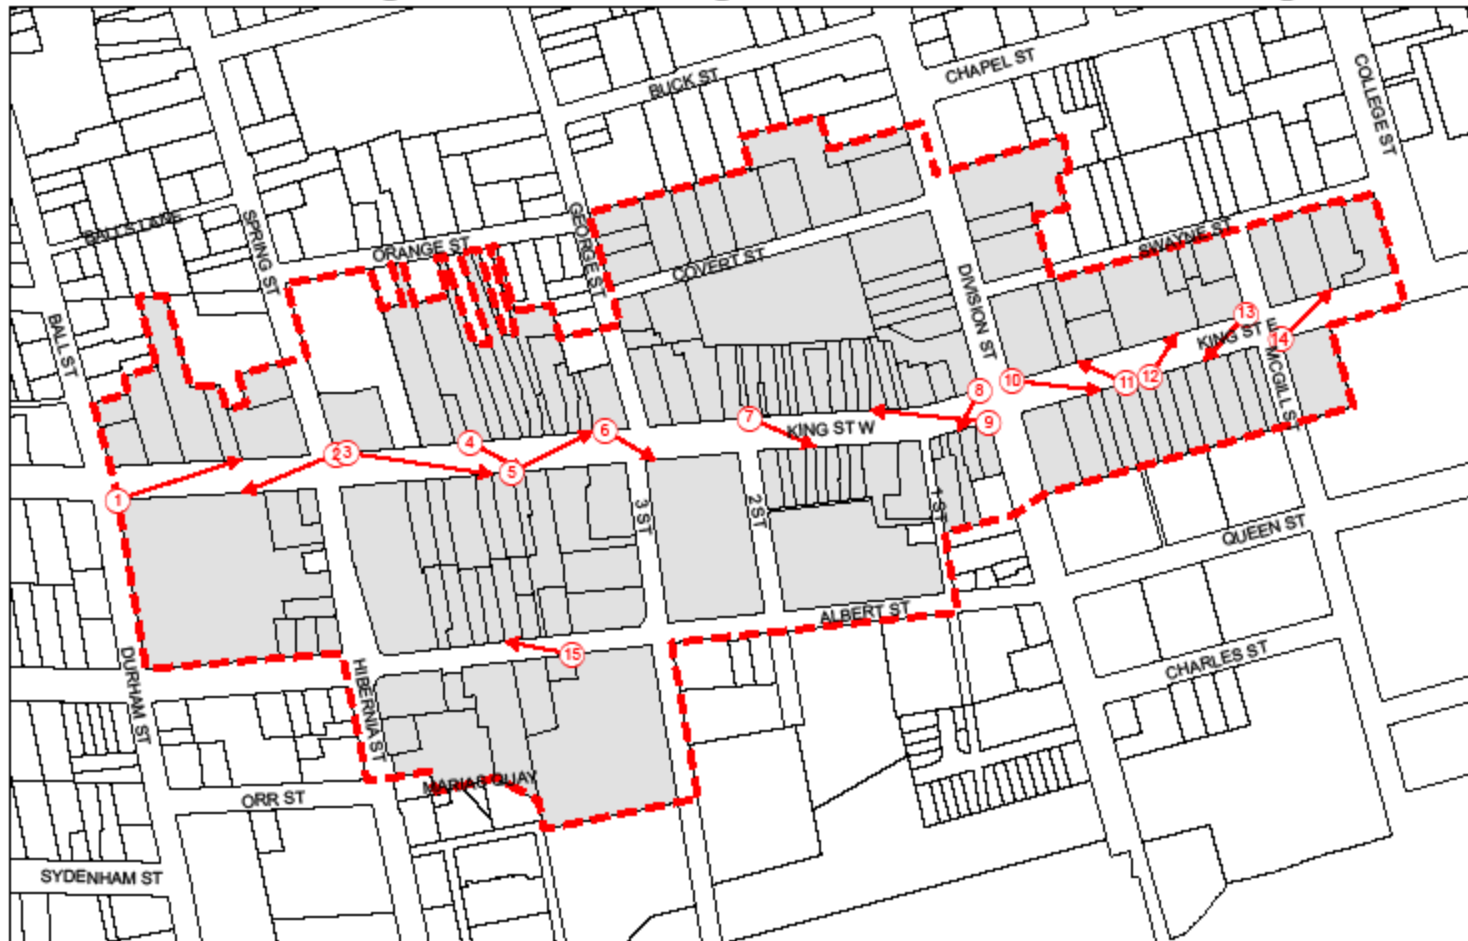 BUCK ST
CHAPEL ST
COLLEGE ST
BALL'S LANE
SPRING ST
ORANGE ST
GEORGE ST
COVERT ST
SWAYNE ST
BALL ST
DIVISION ST
13
KING ST E
14
10
11
12
8
9
7
KING ST W
6
4
5
2
3
1
MCGILL ST
3 ST
2 ST
1 ST
QUEEN ST
ALBERT ST
15
CHARLES ST
DURHAM ST
HIBERNIA ST
MARIAS QUAY
ORR ST
SYDENHAM ST